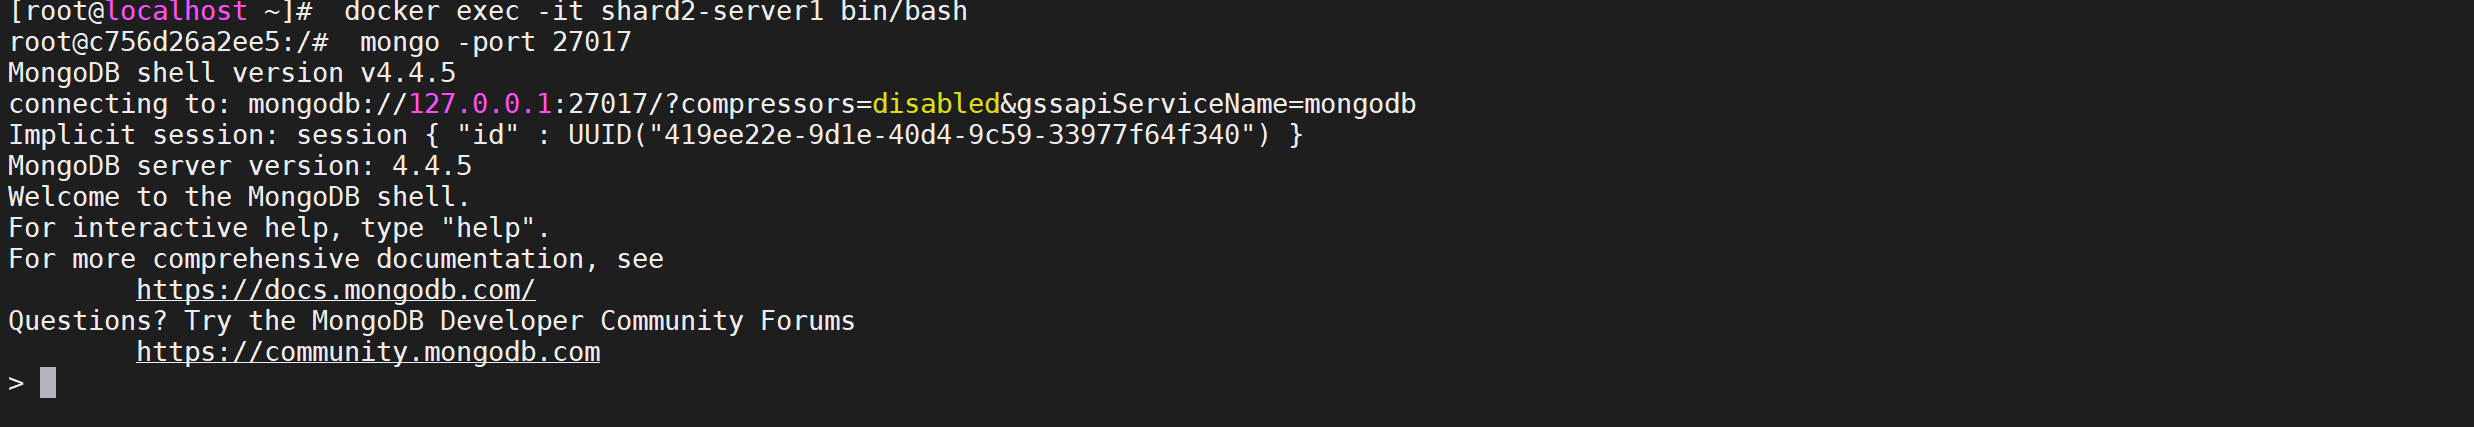 [root@localhost ~]#  docker exec -it shard2-server1 bin/bash
root@c756d26a2ee5:/#  mongo -port 27017
MongoDB shell version v4.4.5
connecting to: mongodb://127.0.0.1:27017/?compressors=disabled&gssapiServiceName=mongodb
Implicit session: session { "id" : UUID("419ee22e-9d1e-40d4-9c59-33977f64f340") }
MongoDB server version: 4.4.5
Welcome to the MongoDB shell.
For interactive help, type "help".
For more comprehensive documentation, see
        https://docs.mongodb.com/
Questions? Try the MongoDB Developer Community Forums
        https://community.mongodb.com
>